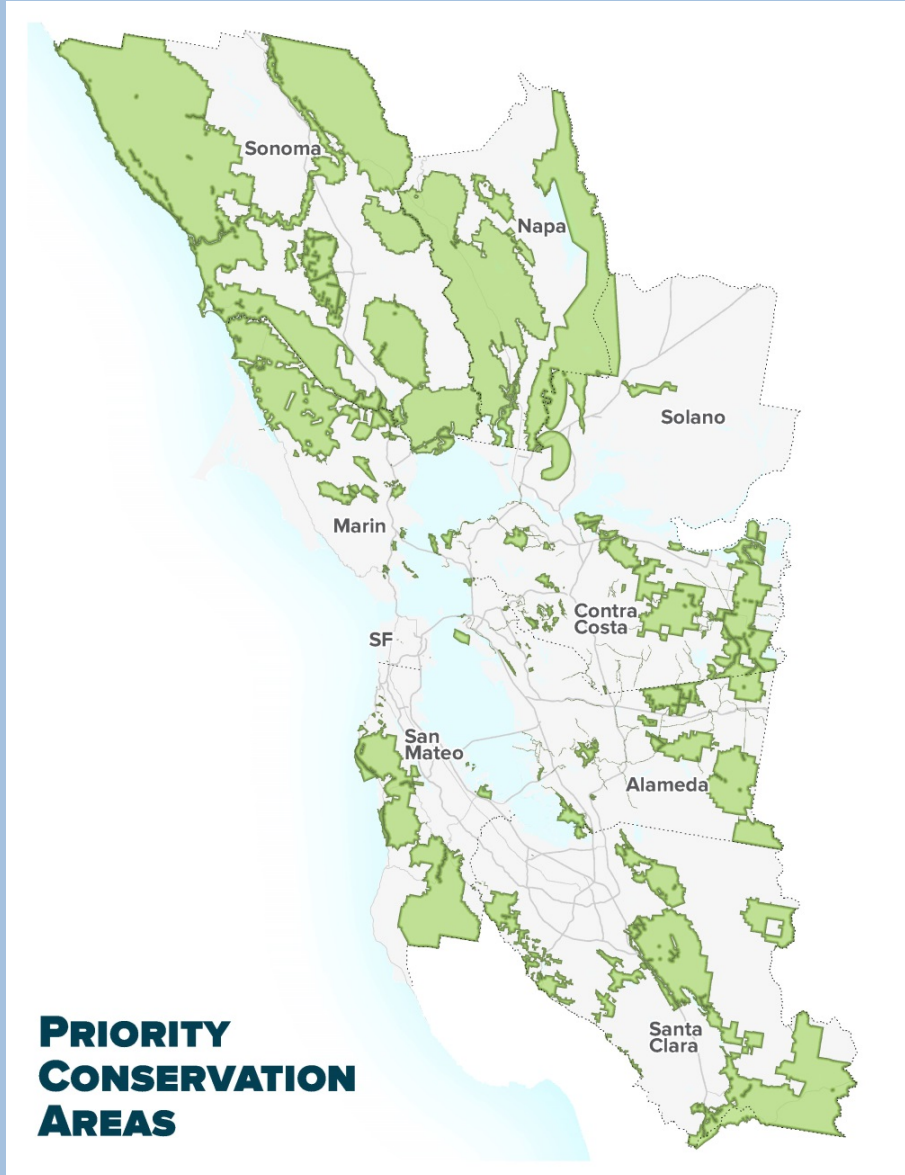 Sonoma
Napa
Solano
Marin
Contra
Costa
SF
San
Mateo
Alameda
Santa
Clara
PRIORITY
CONSERVATION
AREAS